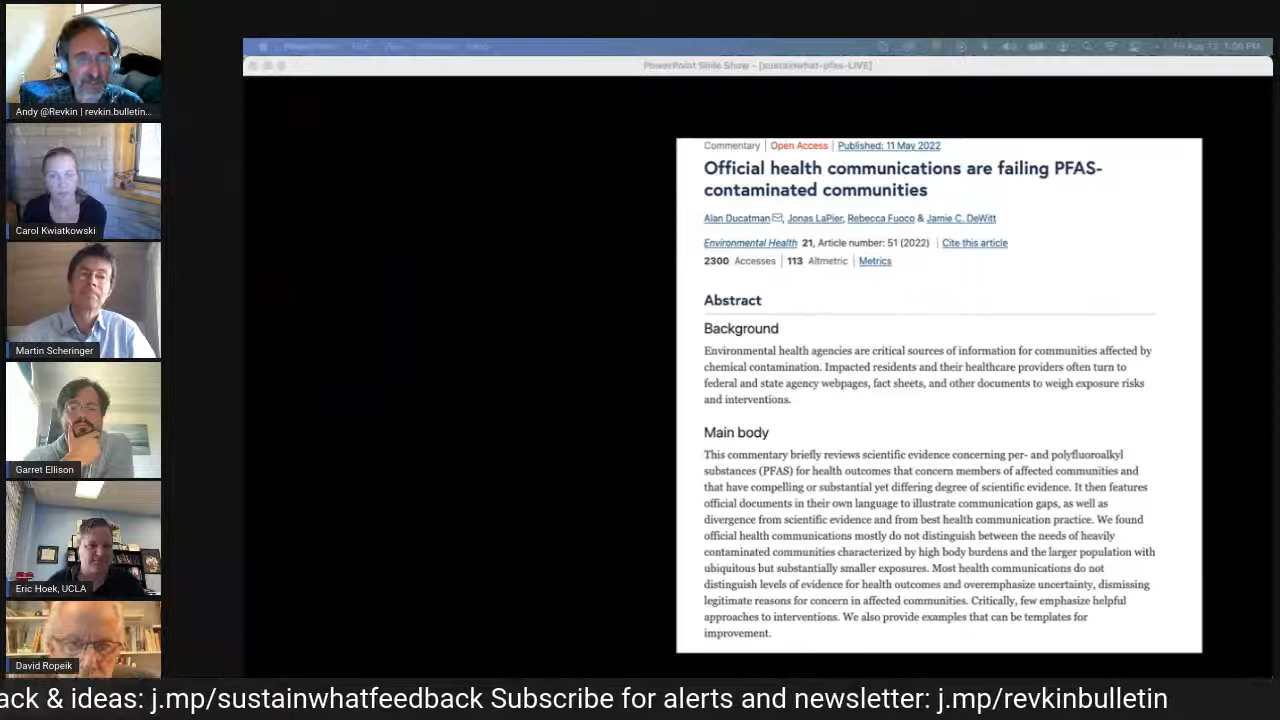 Andy @Revkin | revkin.bulletin...
Carol Kwiatkowski
Martin Scheringer
Garret Ellison
Eric Hoek, UCLA
David Ropeik
PowerPoint Slide Show - [sustainwhat-pfas-LIVE]
Commentary | Open Access | Published: 11 May 2022
Official health communications are failing PFAS-
contaminated communities
Alan Ducatman, Jonas LaPier, Rebecca Fuoco & Jamie C. DeWitt
Environmental Health 21, Article number: 51 (2022) | Cite this article
2300 Accesses | 113 Altmetric | Metrics
Abstract
Background
Environmental health agencies are critical sources of information for communities affected by
chemical contamination. Impacted residents and their healthcare providers often turn to
federal and state agency webpages, fact sheets, and other documents to weigh exposure risks
and interventions.
Main body
This commentary briefly reviews scientific evidence concerning per- and polyfluoroalkyl
substances (PFAS) for health outcomes that concern members of affected communities and
that have compelling or substantial yet differing degree of scientific evidence. It then features
official documents in their own language to illustrate communication gaps, as well as
divergence from scientific evidence and from best health communication practice. We found
official health communications mostly do not distinguish between the needs of heavily
contaminated communities characterized by high body burdens and the larger population with
ubiquitous but substantially smaller exposures. Most health communications do not
distinguish levels of evidence for health outcomes and overemphasize uncertainty, dismissing
legitimate reasons for concern in affected communities. Critically, few emphasize helpful
approaches to interventions. We also provide examples that can be templates for
improvement.
ack & ideas: j.mp/sustainwhatfeedback Subscribe for alerts and newsletter: j.mp/revkinbulletin